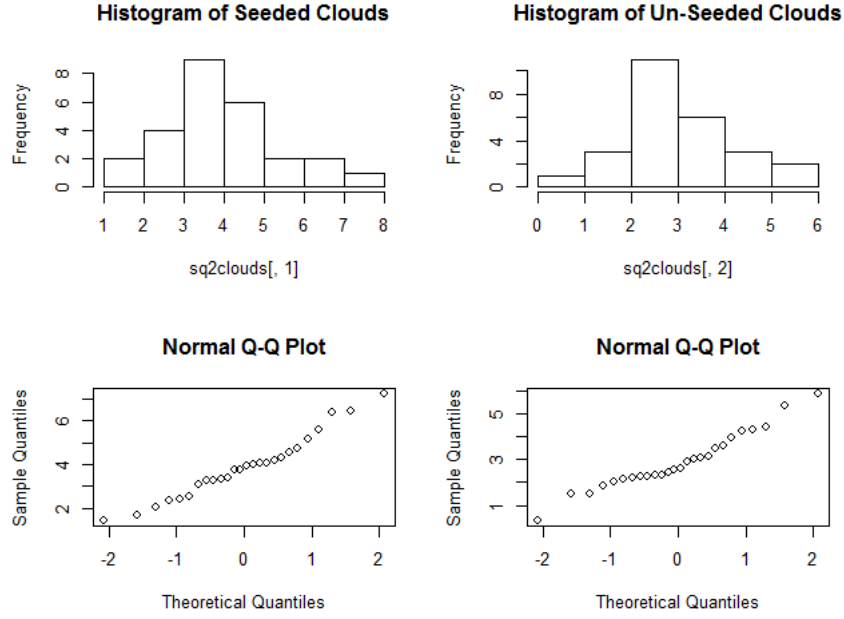 Histogram of Seeded Clouds
Frequency
0 2 4 6 8
1 2 3 4 5 6 7 8
sq2clouds[, 1]
Histogram of Un-Seeded Clouds
Frequency
0 4 8
0 1 2 3 4 5 6
sq2clouds[, 2]
Normal Q-Q Plot
Sample Quantiles
2 4 6
-2 -1 0 1 2
Theoretical Quantiles
Normal Q-Q Plot
Sample Quantiles
1 3 5
-2 -1 0 1 2
Theoretical Quantiles